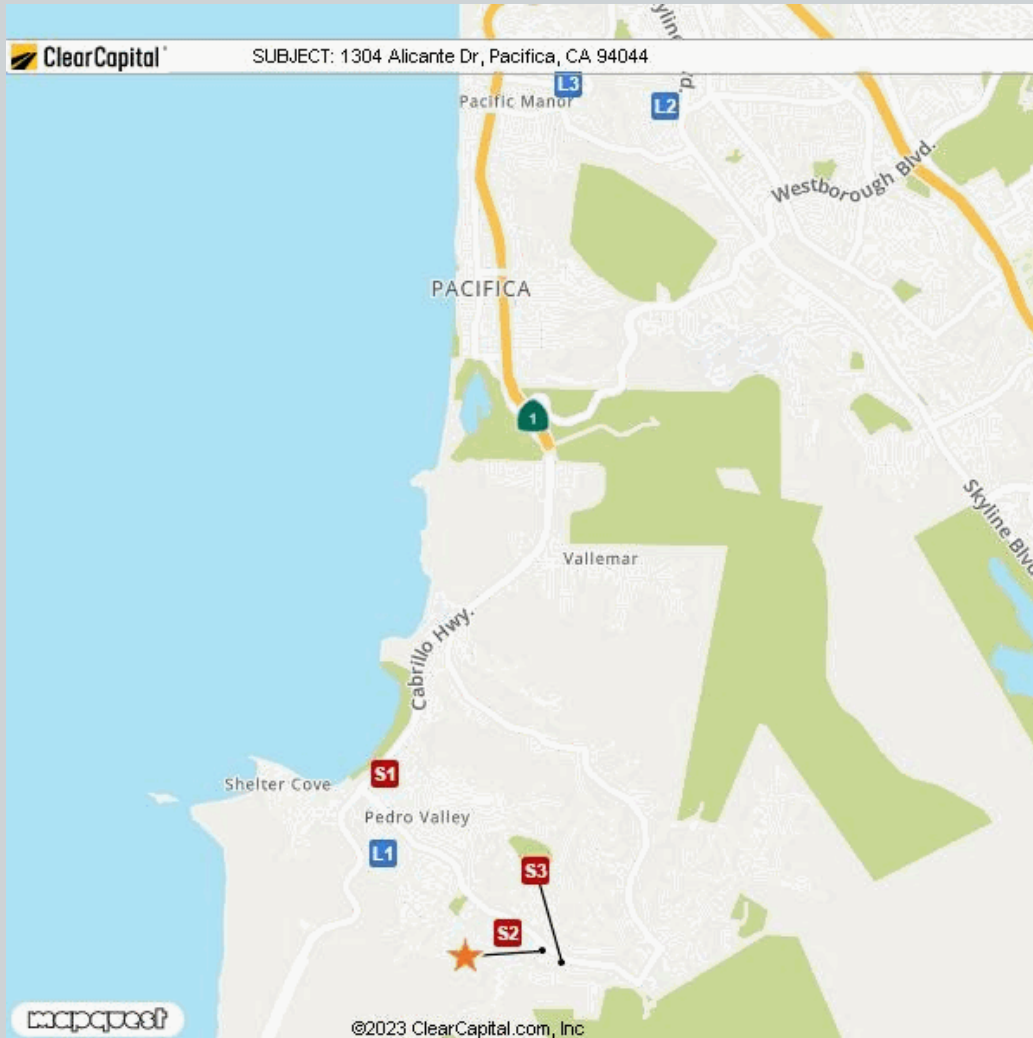 ClearCapital
SUBJECT: 1304 Alicante Dr, Pacifica, CA 94044
L3
Pacific Manor
L2
Westborough Blvd.
PACIFICA
1
Skyline Blvd
Vallemar
Cabrillo Hwy.
S1
Shelter Cove
Pedro Valley
L1
S3
S2
mapquest
©2023 ClearCapital.com, Inc